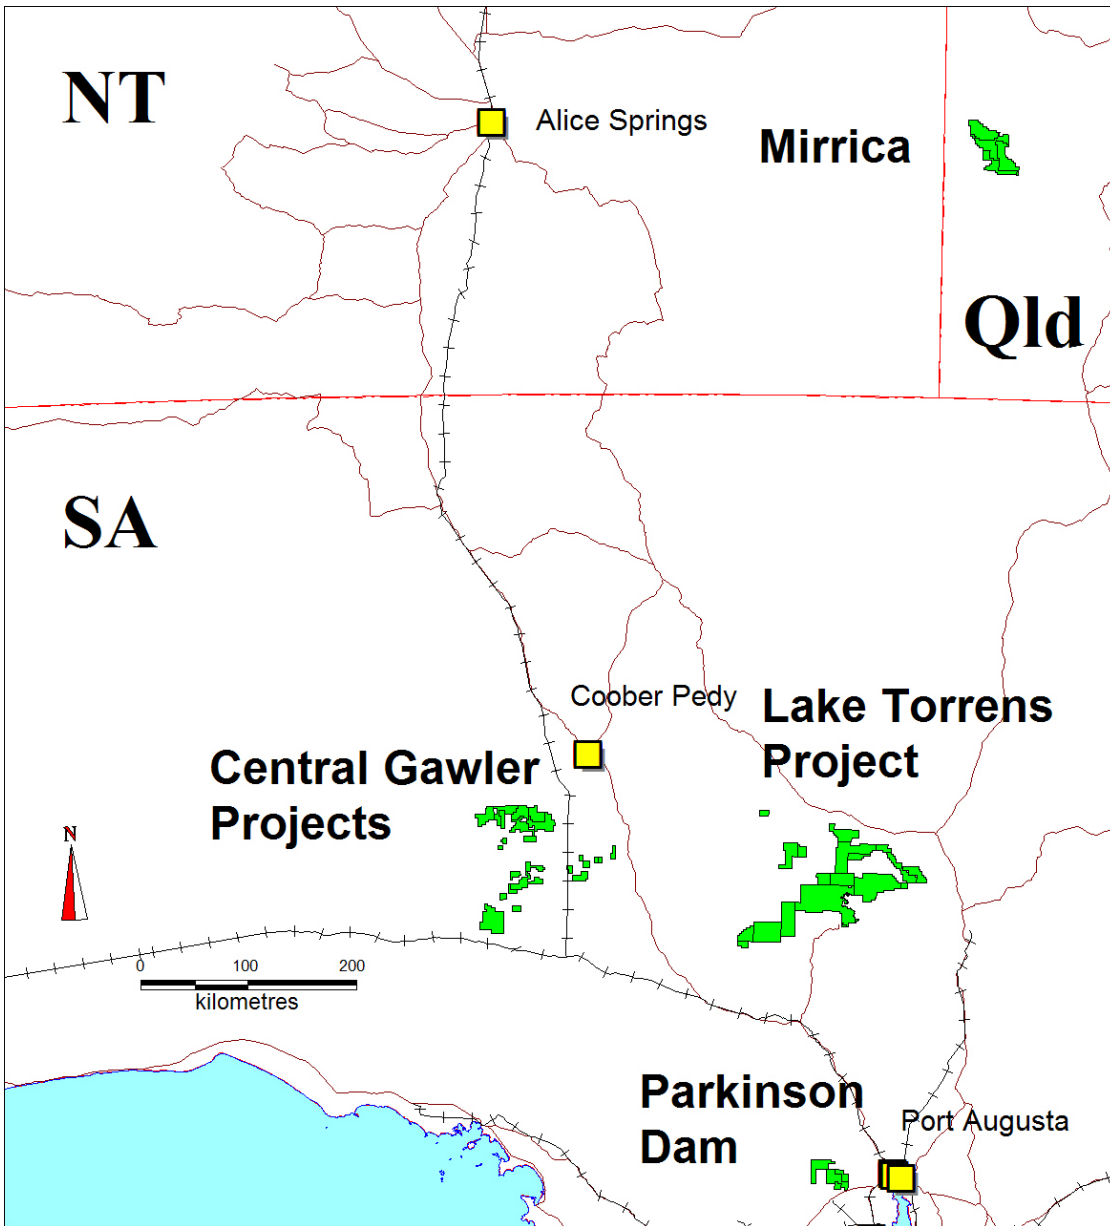 NT
Alice Springs
Mirrica
Qld
SA
Coober Pedy
Lake Torrens
Project
Central Gawler
Projects
N
0 100 200
kilometres
Parkinson
Dam
Port Augusta